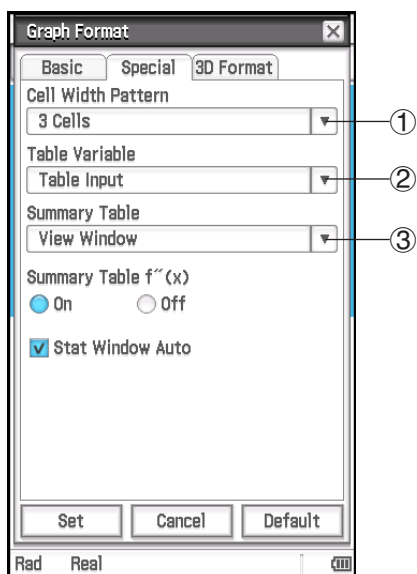 Graph Format
Basic Special 3D Format
Cell Width Pattern
3 Cells
①
Table Variable
Table Input
②
Summary Table
View Window
③
Summary Table f″(x)
On Off
Stat Window Auto
Set Cancel Default
Rad Real